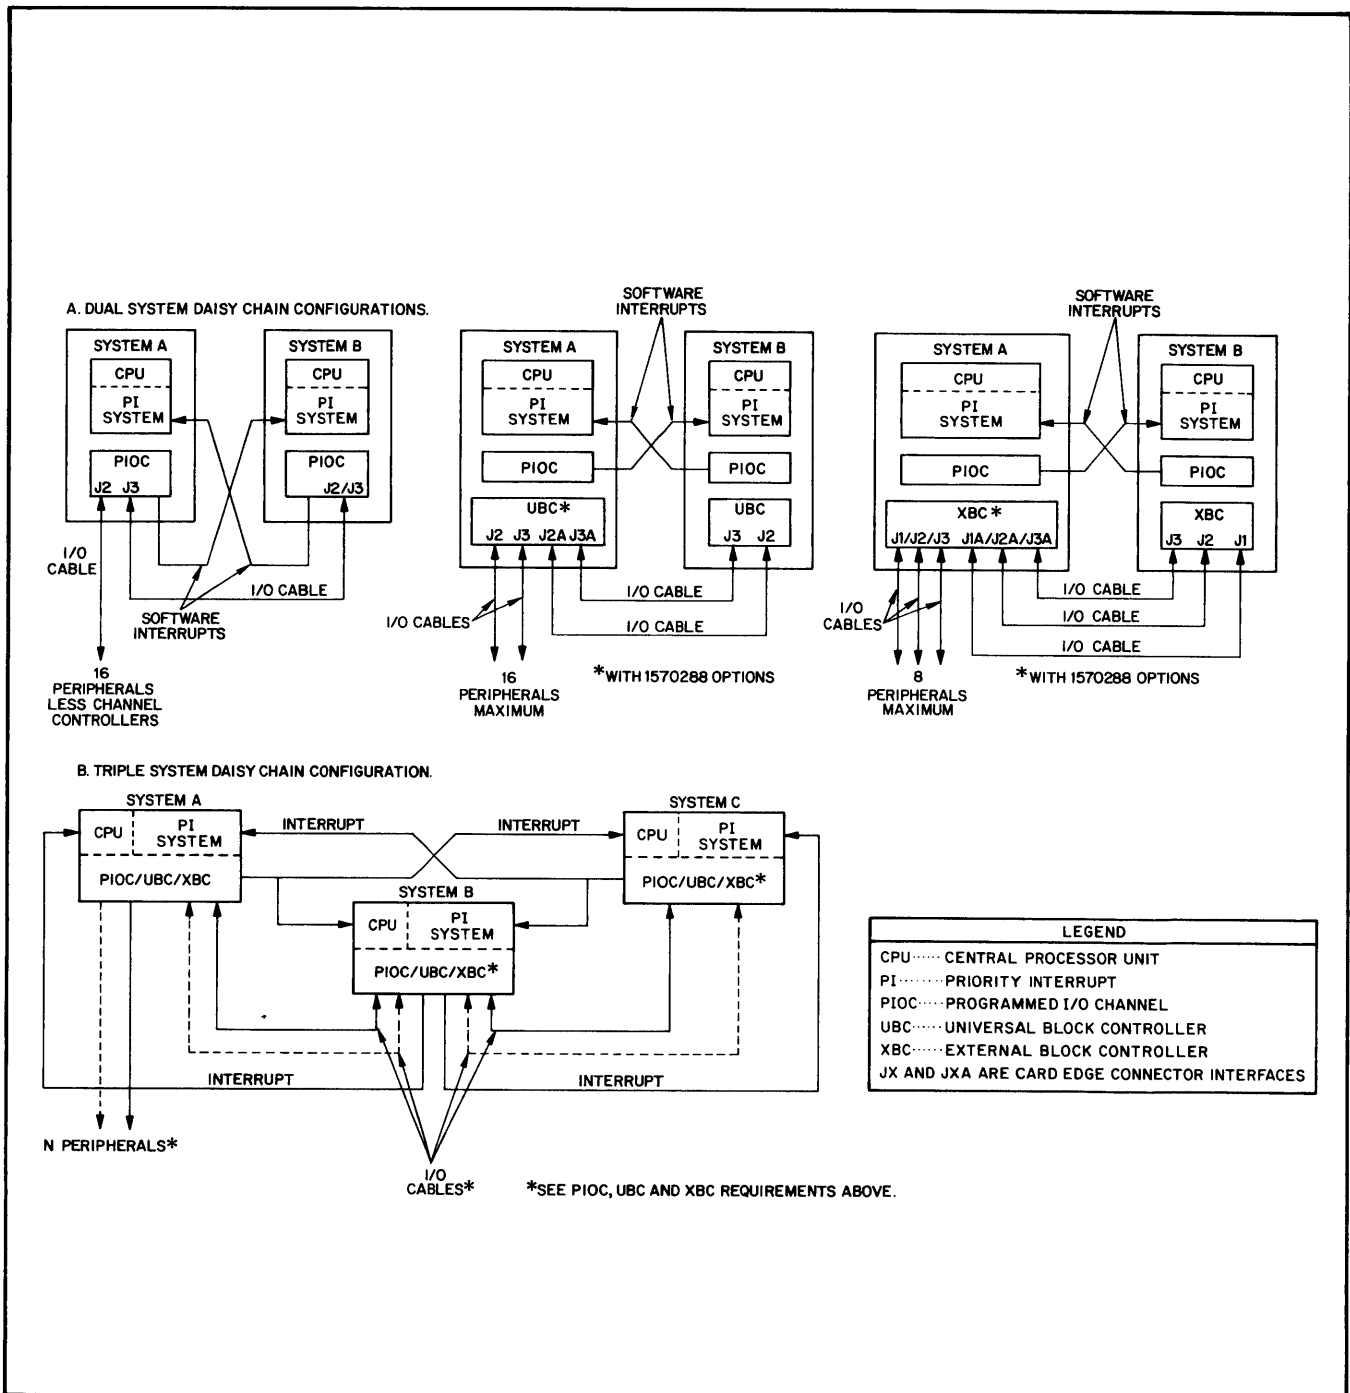 A. DUAL SYSTEM DAISY CHAIN CONFIGURATIONS.
SYSTEM A
CPU
PI
SYSTEM
PIOC
J2 J3
SYSTEM B
CPU
PI
SYSTEM
PIOC
J2/J3
I/O
CABLE
I/O CABLE
SOFTWARE
INTERRUPTS
16
PERIPHERALS
LESS CHANNEL
CONTROLLERS
SOFTWARE
INTERRUPTS
SYSTEM A
CPU
PI
SYSTEM
PIOC
UBC*
J2 J3 J2A J3A
SYSTEM B
CPU
PI
SYSTEM
PIOC
UBC
J3 J2
I/O CABLE
I/O CABLES
I/O CABLE
16
PERIPHERALS
MAXIMUM
*WITH 1570288 OPTIONS
SOFTWARE
INTERRUPTS
SYSTEM A
CPU
PI
SYSTEM
PIOC
XBC*
J1/J2/J3 J1A/J2A/J3A
SYSTEM B
CPU
PI
SYSTEM
PIOC
XBC
J3 J2 J1
I/O
CABLES
I/O CABLE
I/O CABLE
I/O CABLE
8
PERIPHERALS
MAXIMUM
*WITH 1570288 OPTIONS
B. TRIPLE SYSTEM DAISY CHAIN CONFIGURATION.
SYSTEM A
CPU
PI
SYSTEM
PIOC/UBC/XBC
INTERRUPT
INTERRUPT
SYSTEM C
CPU
PI
SYSTEM
PIOC/UBC/XBC*
SYSTEM B
CPU
PI
SYSTEM
PIOC/UBC/XBC*
INTERRUPT
INTERRUPT
N PERIPHERALS*
I/O
CABLES*
*SEE PIOC, UBC AND XBC REQUIREMENTS ABOVE.
LEGEND
CPU······CENTRAL PROCESSOR UNIT
PI········PRIORITY INTERRUPT
PIOC·····PROGRAMMED I/O CHANNEL
UBC······UNIVERSAL BLOCK CONTROLLER
XBC······EXTERNAL BLOCK CONTROLLER
JX AND JXA ARE CARD EDGE CONNECTOR INTERFACES